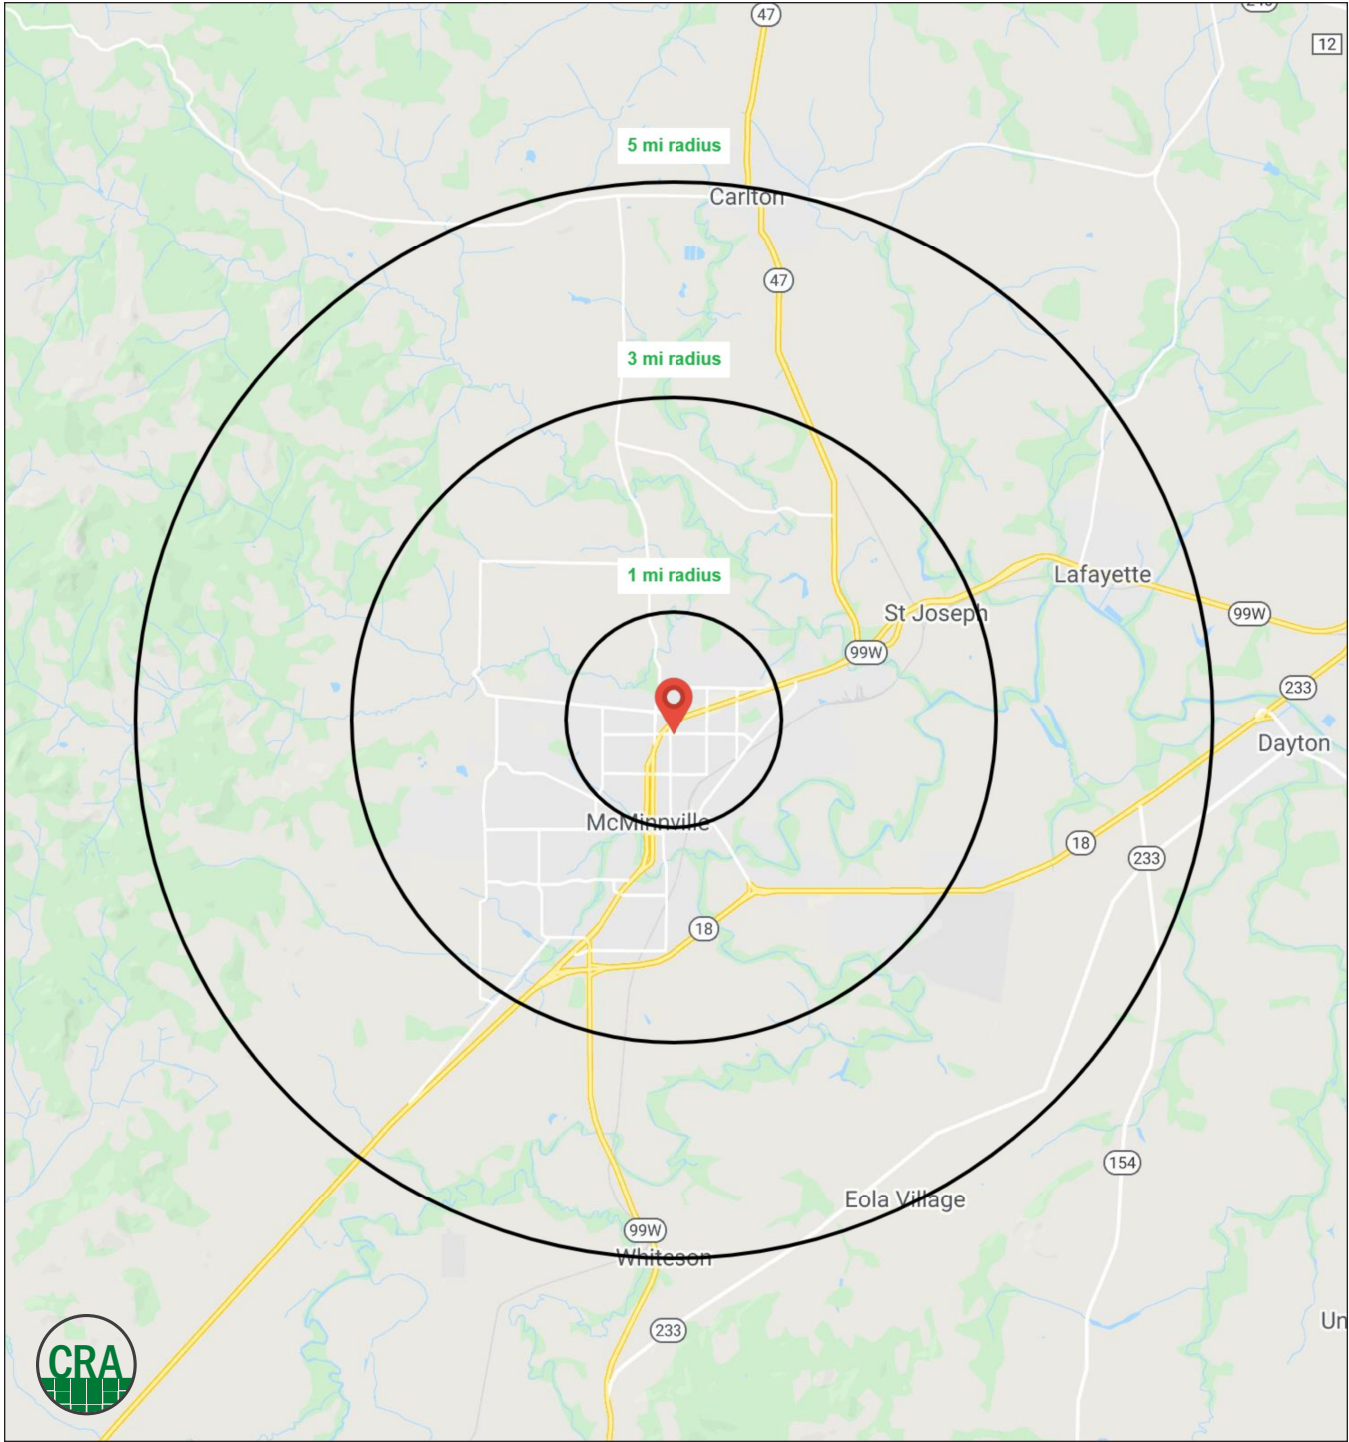 47
12
5 mi radius
Carlton
47
3 mi radius
1 mi radius
Lafayette
St Joseph
99W
99W
233
Dayton
McMinnville
18
233
18
154
Eola Village
99W
Whiteson
Un
233
CRA